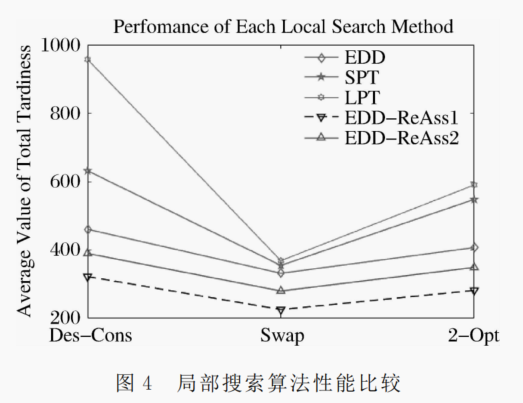 Perfomance of Each Local Search Method
Average Value of Total Tardiness
1000
800
600
400
200
EDD
SPT
LPT
EDD-ReAss1
EDD-ReAss2
Des-Cons
Swap
2-Opt
图 4 局部搜索算法性能比较